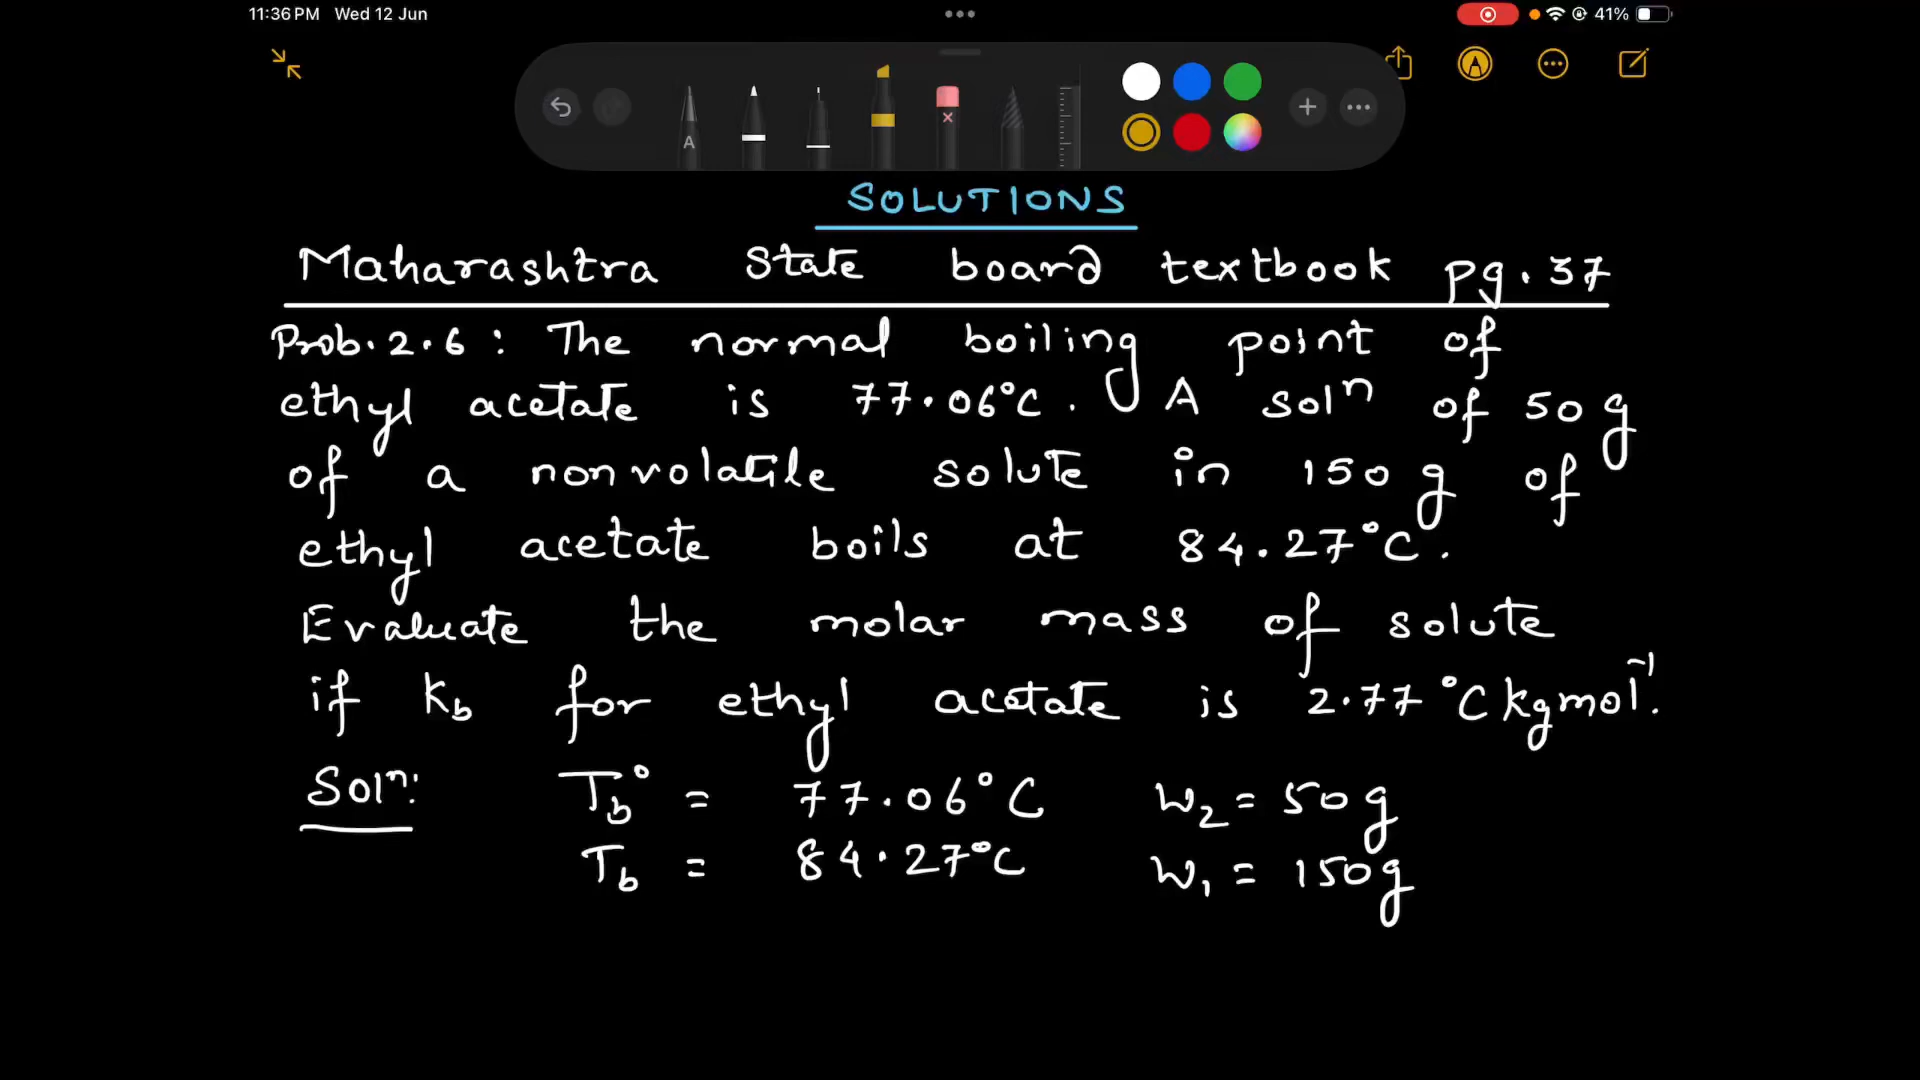 11:36 PM Wed 12 Jun 41%
A
SOLUTIONS
Maharashtra State board textbook pg. 37
Prob. 2.6 : The normal boiling point of
ethyl acetate is 77.06°C. A solⁿ of 50 g
of a nonvolatile solute in 150 g of
ethyl acetate boils at 84.27°C.
Evaluate the molar mass of solute
if Kb for ethyl acetate is 2.77 °C kg mol⁻¹.
Solⁿ: Tb° = 77.06°C W₂ = 50 g
Tb = 84.27°C W₁ = 150 g